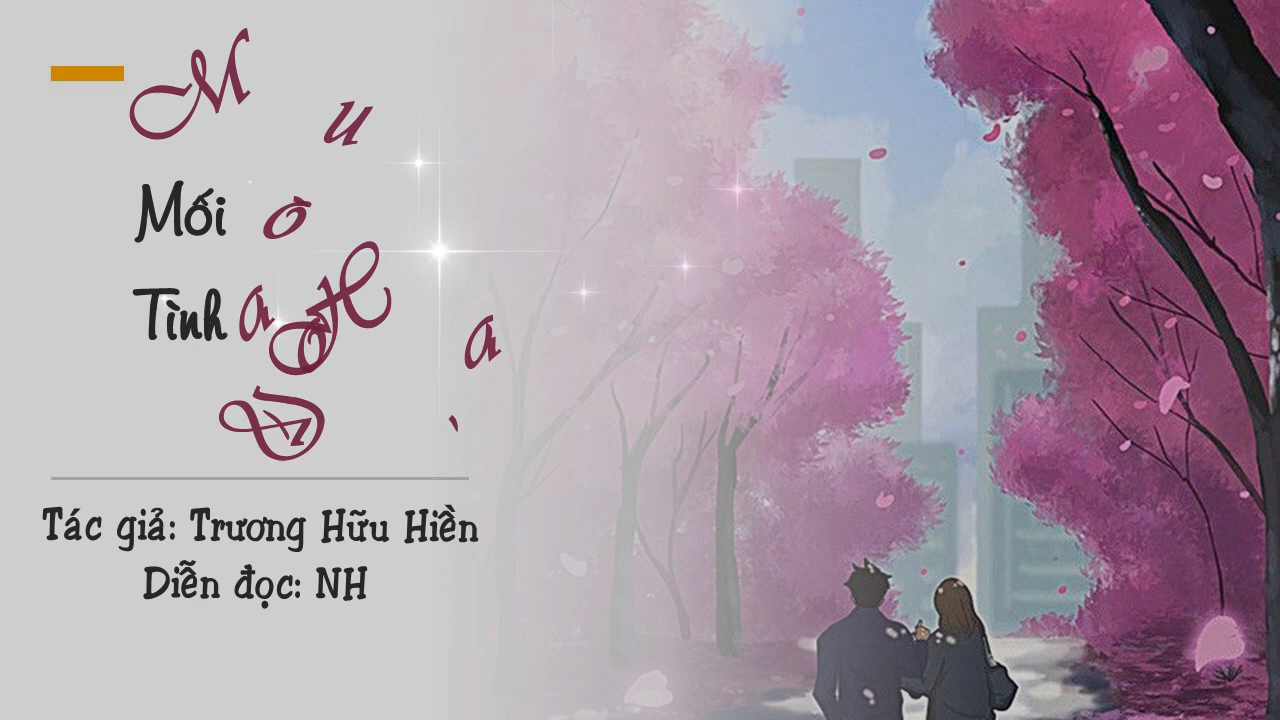 Mối
Tình
Tác giả: Trương Hữu Hiền
Diễn đọc: NH